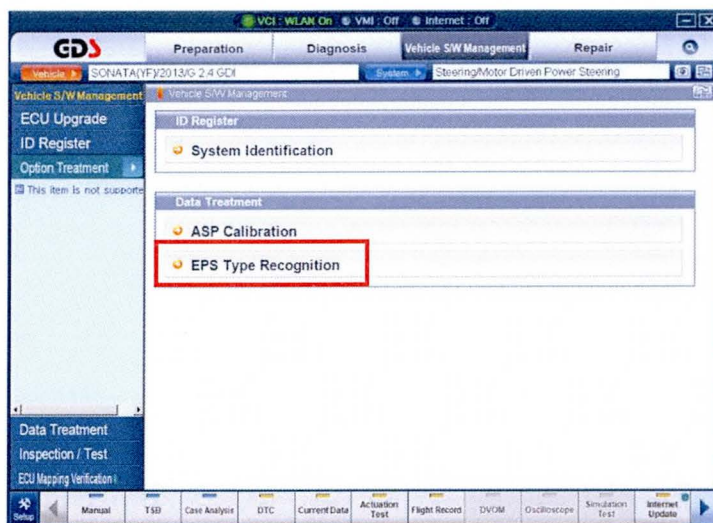 VCI : WLAN On VMI : Off Internet : Off
GDS Preparation Diagnosis Vehicle S/W Management Repair
Vehicle SONATA(YF)/2013/G 2.4 GDI System Steering/Motor Driven Power Steering
Vehicle S/W Management
Vehicle S/W Management
ECU Upgrade
ID Register
Option Treatment
This item is not supporte
ID Register
System Identification
Data Treatment
ASP Calibration
EPS Type Recognition
Data Treatment
Inspection / Test
ECU Mapping Verification I
Setup Manual TSB Case Analysis DTC Current Data Actuation Test Flight Record DVOM Oscilloscope Simulation Test Internet Update